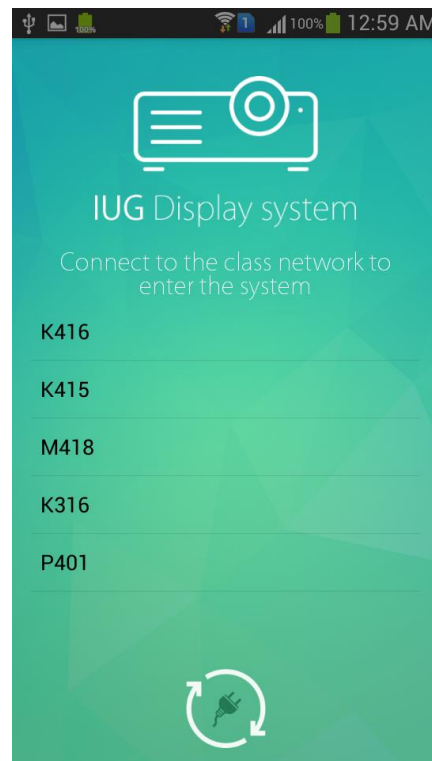 100%
1
100%
12:59 AM
IUG Display system
Connect to the class network to
enter the system
K416
K415
M418
K316
P401